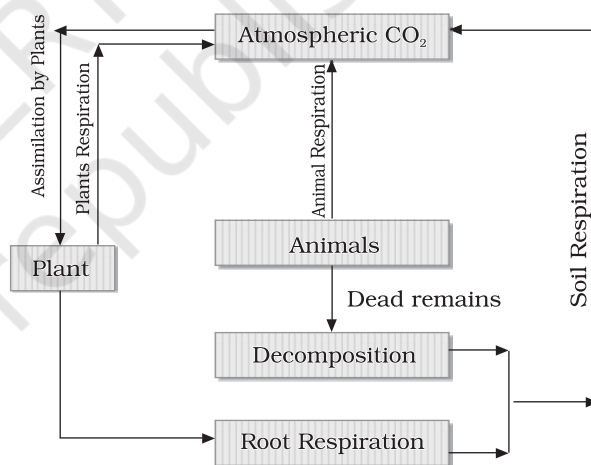 Atmospheric CO₂
Assimilation by Plants
Plants Respiration
Animal Respiration
Soil Respiration
Animals
Plant
Dead remains
Decomposition
Root Respiration